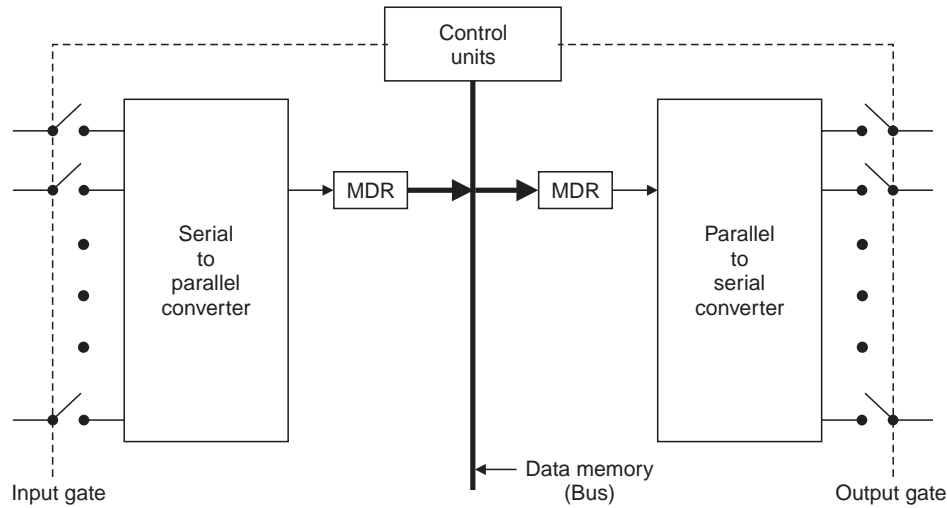 Control
units
MDR
MDR
Serial
to
parallel
converter
Parallel
to
serial
converter
Data memory
(Bus)
Input gate
Output gate